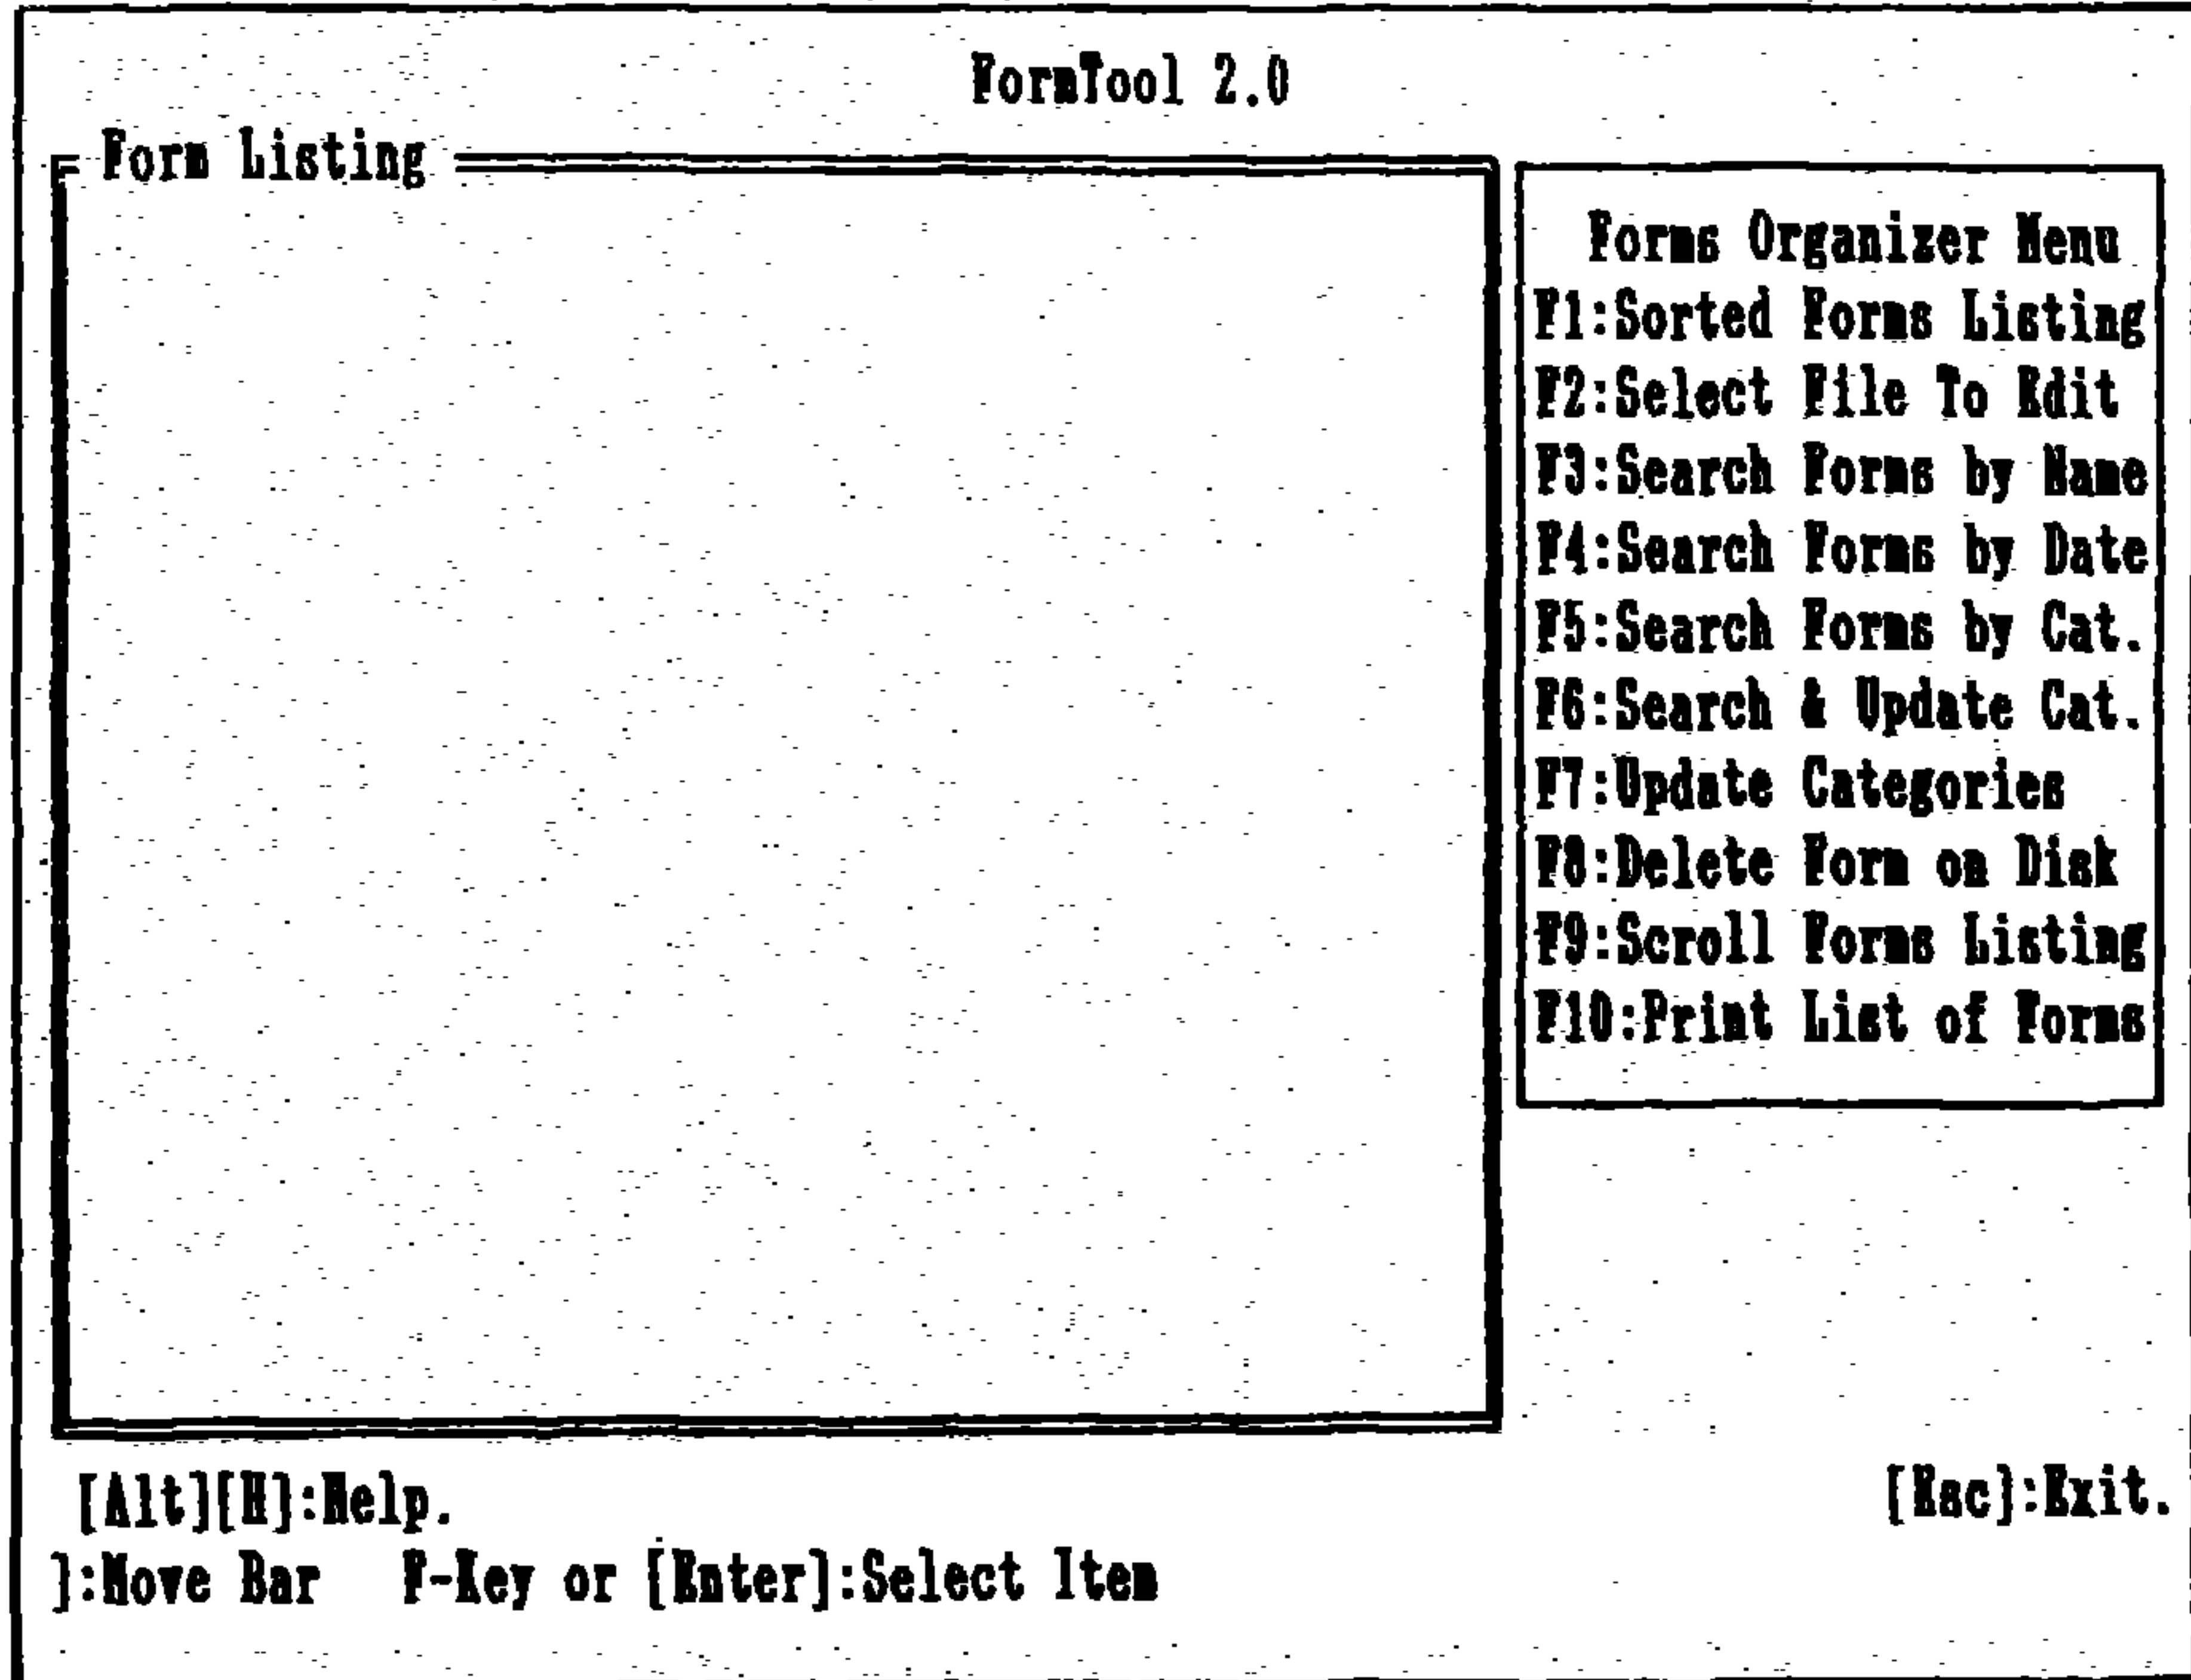 FormTool 2.0
Form Listing
Forms Organizer Menu
F1:Sorted Forms Listing
F2:Select File To Edit
F3:Search Forms by Name
F4:Search Forms by Date
F5:Search Forms by Cat.
F6:Search & Update Cat.
F7:Update Categories
F8:Delete Form on Disk
F9:Scroll Forms Listing
F10:Print List of Forms
[Alt][H]:Help. [Esc]:Exit.
]:Move Bar F-Key or [Enter]:Select Item